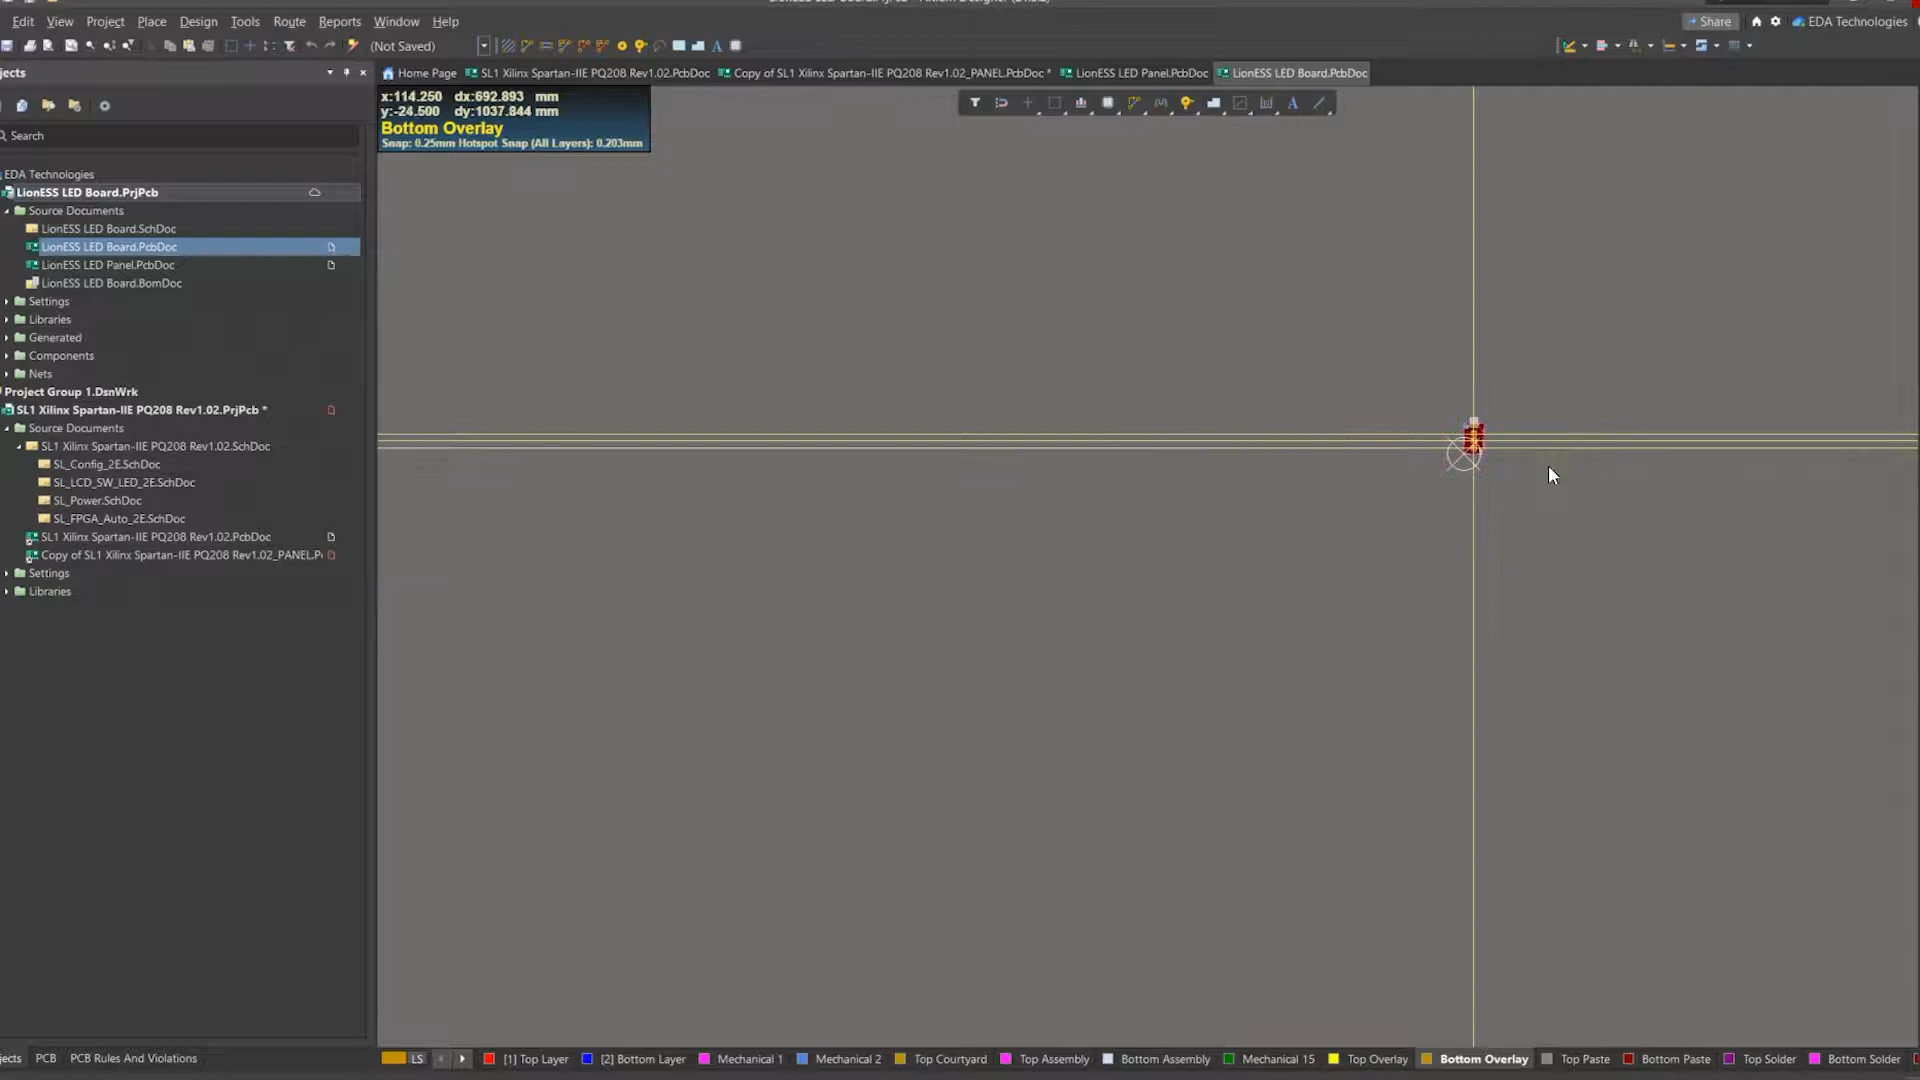 Edit View Project Place Design Tools Route Reports Window Help
Share
EDA Technologies
(Not Saved)
jects
Home Page
SL1 Xilinx Spartan-IIE PQ208 Rev1.02.PcbDoc
Copy of SL1 Xilinx Spartan-IIE PQ208 Rev1.02_PANEL.PcbDoc *
LionESS LED Panel.PcbDoc
LionESS LED Board.PcbDoc
x:114.250 dx:692.893 mm
y:-24.500 dy:1037.844 mm
Bottom Overlay
Snap: 0.25mm Hotspot Snap (All Layers): 0.203mm
Search
EDA Technologies
LionESS LED Board.PrjPcb
Source Documents
LionESS LED Board.SchDoc
LionESS LED Board.PcbDoc
LionESS LED Panel.PcbDoc
LionESS LED Board.BomDoc
Settings
Libraries
Generated
Components
Nets
Project Group 1.DsnWrk
SL1 Xilinx Spartan-IIE PQ208 Rev1.02.PrjPcb *
Source Documents
SL1 Xilinx Spartan-IIE PQ208 Rev1.02.SchDoc
SL_Config_2E.SchDoc
SL_LCD_SW_LED_2E.SchDoc
SL_Power.SchDoc
SL_FPGA_Auto_2E.SchDoc
SL1 Xilinx Spartan-IIE PQ208 Rev1.02.PcbDoc
Copy of SL1 Xilinx Spartan-IIE PQ208 Rev1.02_PANEL.P
Settings
Libraries
jects PCB PCB Rules And Violations
LS [1] Top Layer [2] Bottom Layer Mechanical 1 Mechanical 2 Top Courtyard Top Assembly Bottom Assembly Mechanical 15 Top Overlay Bottom Overlay Top Paste Bottom Paste Top Solder Bottom Solder